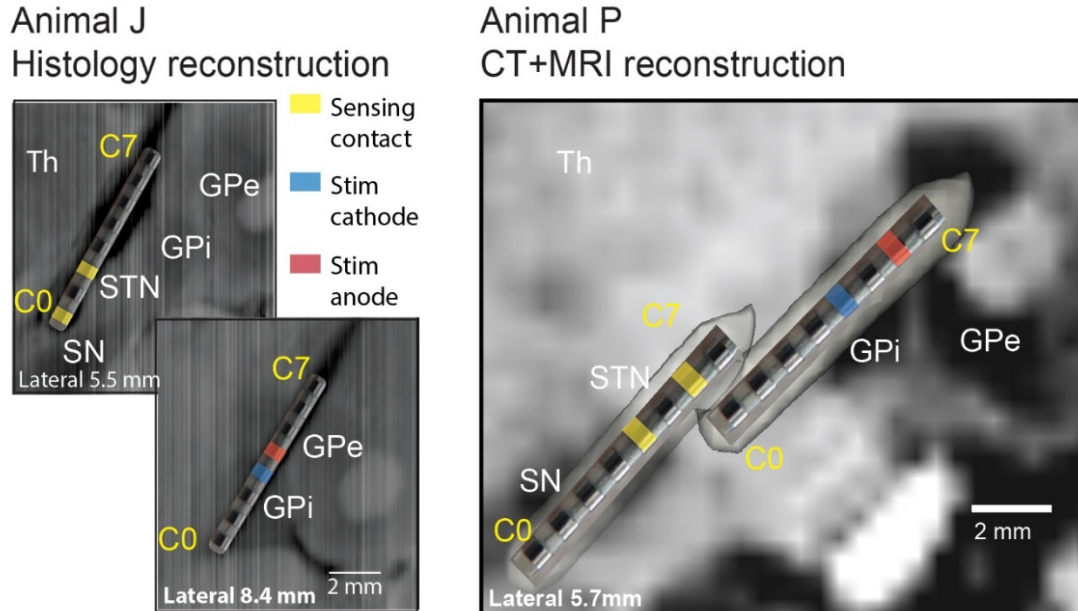 Animal J
Histology reconstruction
Th
C7
GPe
GPi
STN
C0
SN
Lateral 5.5 mm
Sensing
contact
Stim
cathode
Stim
anode
C7
GPe
GPi
C0
2 mm
Lateral 8.4 mm
Animal P
CT+MRI reconstruction
Th
C7
C7
STN
GPi
GPe
C0
SN
C0
2 mm
Lateral 5.7mm